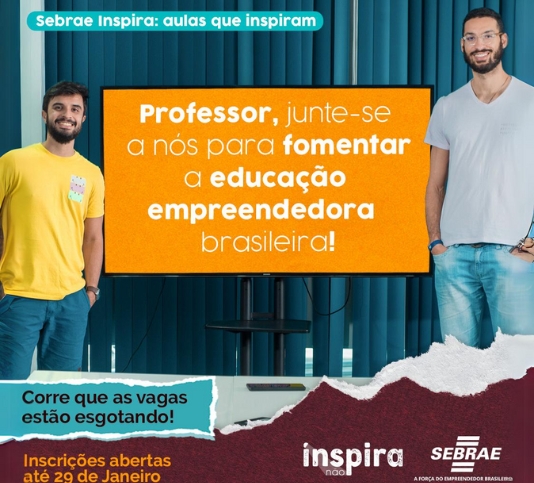 Sebrae Inspira: aulas que inspiram
Professor, junte-se
a nós para fomentar
a educação
empreendedora
brasileira!
Corre que as vagas
estão esgotando!
Inscrições abertas
até 29 de Janeiro
inspira
não
SEBRAE
A FORÇA DO EMPREENDEDOR BRASILEIRO